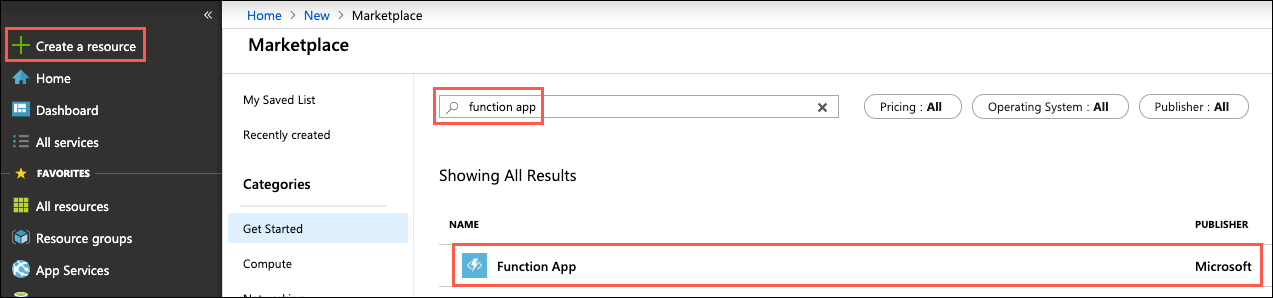 «
Create a resource
Home
Dashboard
All services
FAVORITES
All resources
Resource groups
App Services
Home > New > Marketplace
Marketplace
My Saved List
Recently created
Categories
Get Started
Compute
function app
Pricing : All
Operating System : All
Publisher : All
Showing All Results
NAME PUBLISHER
Function App Microsoft